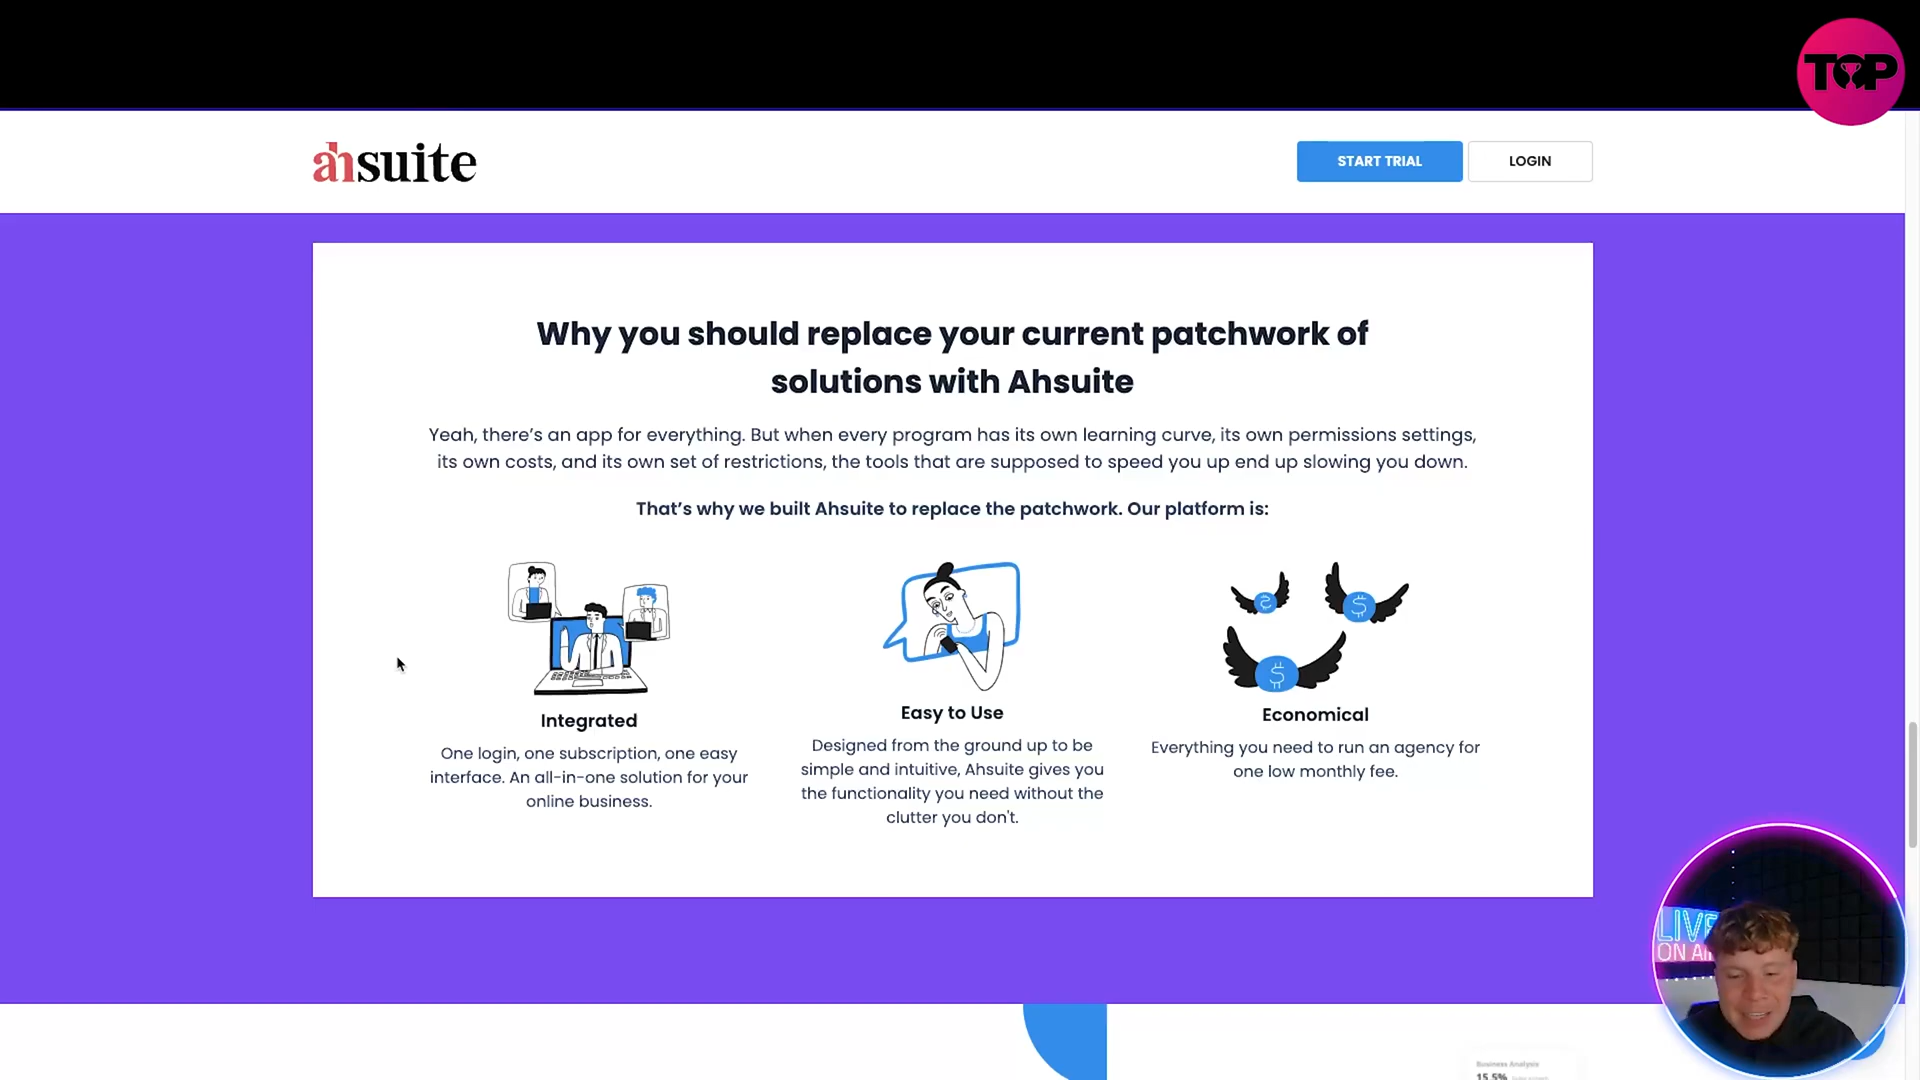 TOP
ahsuite
START TRIAL
LOGIN
Why you should replace your current patchwork of
solutions with Ahsuite
Yeah, there’s an app for everything. But when every program has its own learning curve, its own permissions settings,
its own costs, and its own set of restrictions, the tools that are supposed to speed you up end up slowing you down.
That’s why we built Ahsuite to replace the patchwork. Our platform is:
Integrated
One login, one subscription, one easy
interface. An all-in-one solution for your
online business.
Easy to Use
Designed from the ground up to be
simple and intuitive, Ahsuite gives you
the functionality you need without the
clutter you don't.
Economical
Everything you need to run an agency for
one low monthly fee.
LIVE
ON AI
Business Analysis
15.5%